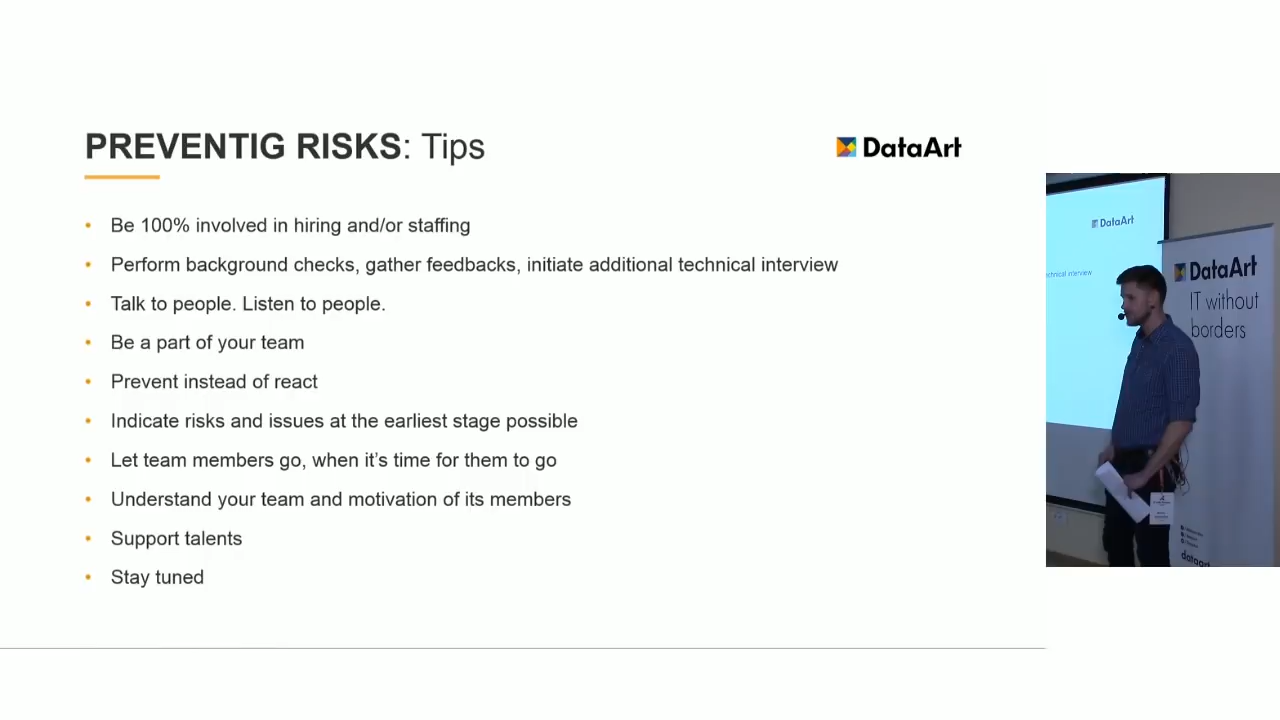 PREVENTIG RISKS: Tips
DataArt
• Be 100% involved in hiring and/or staffing
• Perform background checks, gather feedbacks, initiate additional technical interview
• Talk to people. Listen to people.
• Be a part of your team
• Prevent instead of react
• Indicate risks and issues at the earliest stage possible
• Let team members go, when it’s time for them to go
• Understand your team and motivation of its members
• Support talents
• Stay tuned
DataArt
technical interview
DataArt
IT without
borders
dataart